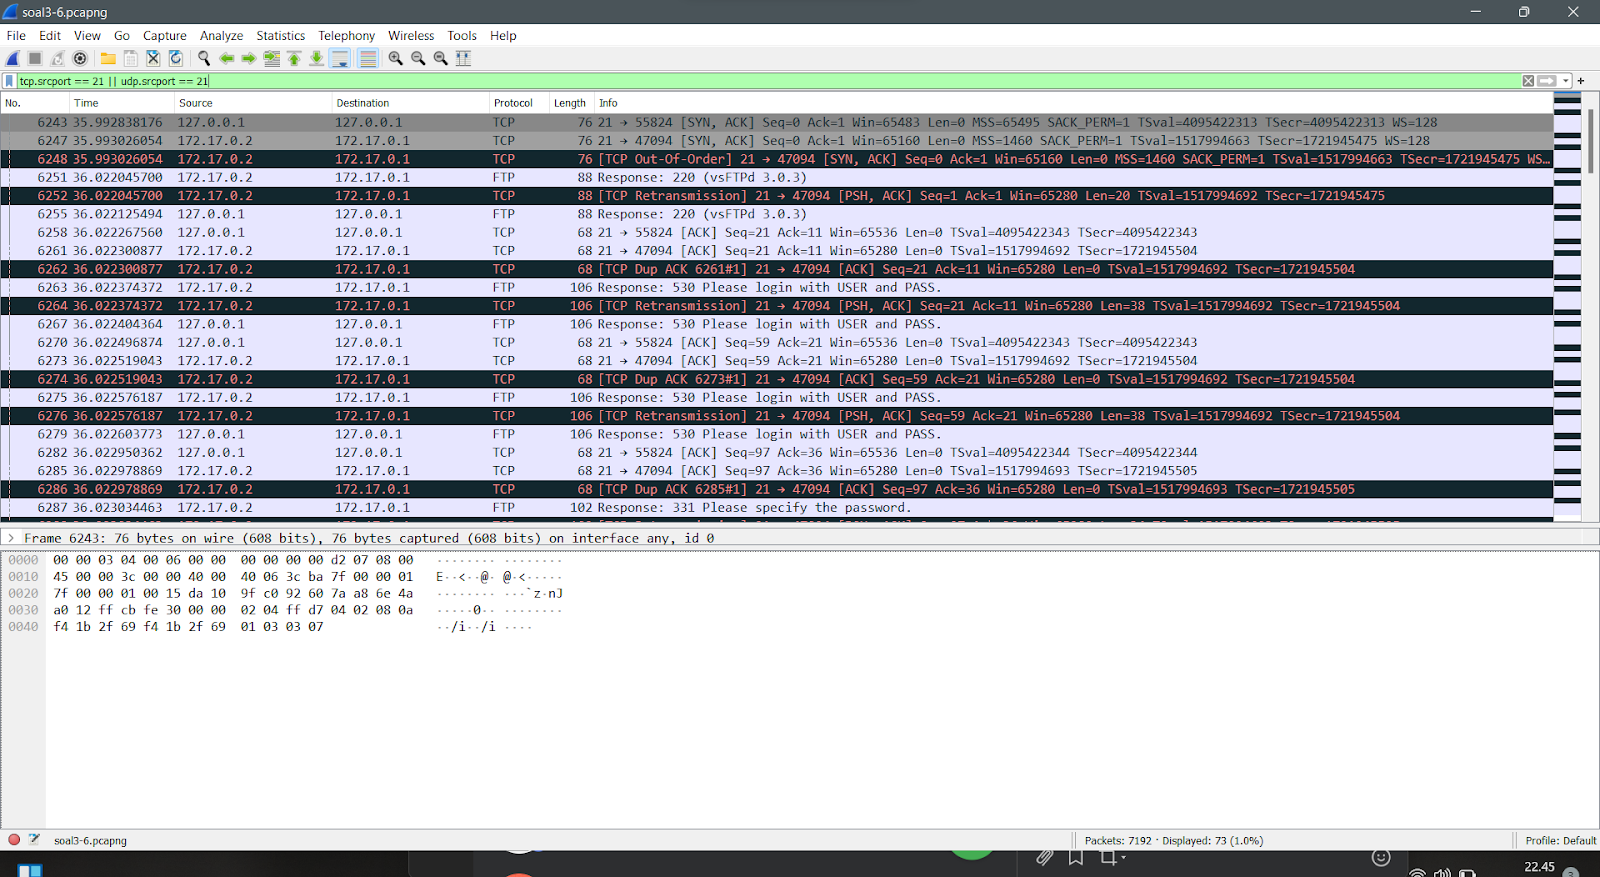 soal3-6.pcapng
File Edit View Go Capture Analyze Statistics Telephony Wireless Tools Help
tcp.srcport == 21 || udp.srcport == 21
No. Time Source Destination Protocol Length Info
6243 35.992838176 127.0.0.1 127.0.0.1 TCP 76 21 → 55824 [SYN, ACK] Seq=0 Ack=1 Win=65483 Len=0 MSS=65495 SACK_PERM=1 TSval=4095422313 TSecr=4095422313 WS=128
6247 35.993026054 172.17.0.2 172.17.0.1 TCP 76 21 → 47094 [SYN, ACK] Seq=0 Ack=1 Win=65160 Len=0 MSS=1460 SACK_PERM=1 TSval=1517994663 TSecr=1721945475 WS=128
6248 35.993026054 172.17.0.2 172.17.0.1 TCP 76 [TCP Out-Of-Order] 21 → 47094 [SYN, ACK] Seq=0 Ack=1 Win=65160 Len=0 MSS=1460 SACK_PERM=1 TSval=1517994663 TSecr=1721945475 WS…
6251 36.022045700 172.17.0.2 172.17.0.1 FTP 88 Response: 220 (vsFTPd 3.0.3)
6252 36.022045700 172.17.0.2 172.17.0.1 TCP 88 [TCP Retransmission] 21 → 47094 [PSH, ACK] Seq=1 Ack=1 Win=65280 Len=20 TSval=1517994692 TSecr=1721945475
6255 36.022125494 127.0.0.1 127.0.0.1 FTP 88 Response: 220 (vsFTPd 3.0.3)
6258 36.022267560 127.0.0.1 127.0.0.1 TCP 68 21 → 55824 [ACK] Seq=21 Ack=11 Win=65536 Len=0 TSval=4095422343 TSecr=4095422343
6261 36.022300877 172.17.0.2 172.17.0.1 TCP 68 21 → 47094 [ACK] Seq=21 Ack=11 Win=65280 Len=0 TSval=1517994692 TSecr=1721945504
6262 36.022300877 172.17.0.2 172.17.0.1 TCP 68 [TCP Dup ACK 6261#1] 21 → 47094 [ACK] Seq=21 Ack=11 Win=65280 Len=0 TSval=1517994692 TSecr=1721945504
6263 36.022374372 172.17.0.2 172.17.0.1 FTP 106 Response: 530 Please login with USER and PASS.
6264 36.022374372 172.17.0.2 172.17.0.1 TCP 106 [TCP Retransmission] 21 → 47094 [PSH, ACK] Seq=21 Ack=11 Win=65280 Len=38 TSval=1517994692 TSecr=1721945504
6267 36.022404364 127.0.0.1 127.0.0.1 FTP 106 Response: 530 Please login with USER and PASS.
6270 36.022496874 127.0.0.1 127.0.0.1 TCP 68 21 → 55824 [ACK] Seq=59 Ack=21 Win=65536 Len=0 TSval=4095422343 TSecr=4095422343
6273 36.022519043 172.17.0.2 172.17.0.1 TCP 68 21 → 47094 [ACK] Seq=59 Ack=21 Win=65280 Len=0 TSval=1517994692 TSecr=1721945504
6274 36.022519043 172.17.0.2 172.17.0.1 TCP 68 [TCP Dup ACK 6273#1] 21 → 47094 [ACK] Seq=59 Ack=21 Win=65280 Len=0 TSval=1517994692 TSecr=1721945504
6275 36.022576187 172.17.0.2 172.17.0.1 FTP 106 Response: 530 Please login with USER and PASS.
6276 36.022576187 172.17.0.2 172.17.0.1 TCP 106 [TCP Retransmission] 21 → 47094 [PSH, ACK] Seq=59 Ack=21 Win=65280 Len=38 TSval=1517994692 TSecr=1721945504
6279 36.022603773 127.0.0.1 127.0.0.1 FTP 106 Response: 530 Please login with USER and PASS.
6282 36.022950362 127.0.0.1 127.0.0.1 TCP 68 21 → 55824 [ACK] Seq=97 Ack=36 Win=65536 Len=0 TSval=4095422344 TSecr=4095422344
6285 36.022978869 172.17.0.2 172.17.0.1 TCP 68 21 → 47094 [ACK] Seq=97 Ack=36 Win=65280 Len=0 TSval=1517994693 TSecr=1721945505
6286 36.022978869 172.17.0.2 172.17.0.1 TCP 68 [TCP Dup ACK 6285#1] 21 → 47094 [ACK] Seq=97 Ack=36 Win=65280 Len=0 TSval=1517994693 TSecr=1721945505
6287 36.023034463 172.17.0.2 172.17.0.1 FTP 102 Response: 331 Please specify the password.
Frame 6243: 76 bytes on wire (608 bits), 76 bytes captured (608 bits) on interface any, id 0
0000 00 00 03 04 00 06 00 00 00 00 00 00 d2 07 08 00 ········ ········
0010 45 00 00 3c 00 00 40 00 40 06 3c ba 7f 00 00 01 E··<··@· @·<·····
0020 7f 00 00 01 00 15 da 10 9f c0 92 60 7a a8 6e 4a ········ ···`z·nJ
0030 a0 12 ff cb fe 30 00 00 02 04 ff d7 04 02 08 0a ·····0·· ········
0040 f4 1b 2f 69 f4 1b 2f 69 01 03 03 07 ··/i··/i ····
soal3-6.pcapng Packets: 7192 · Displayed: 73 (1.0%) Profile: Default
22.45
3